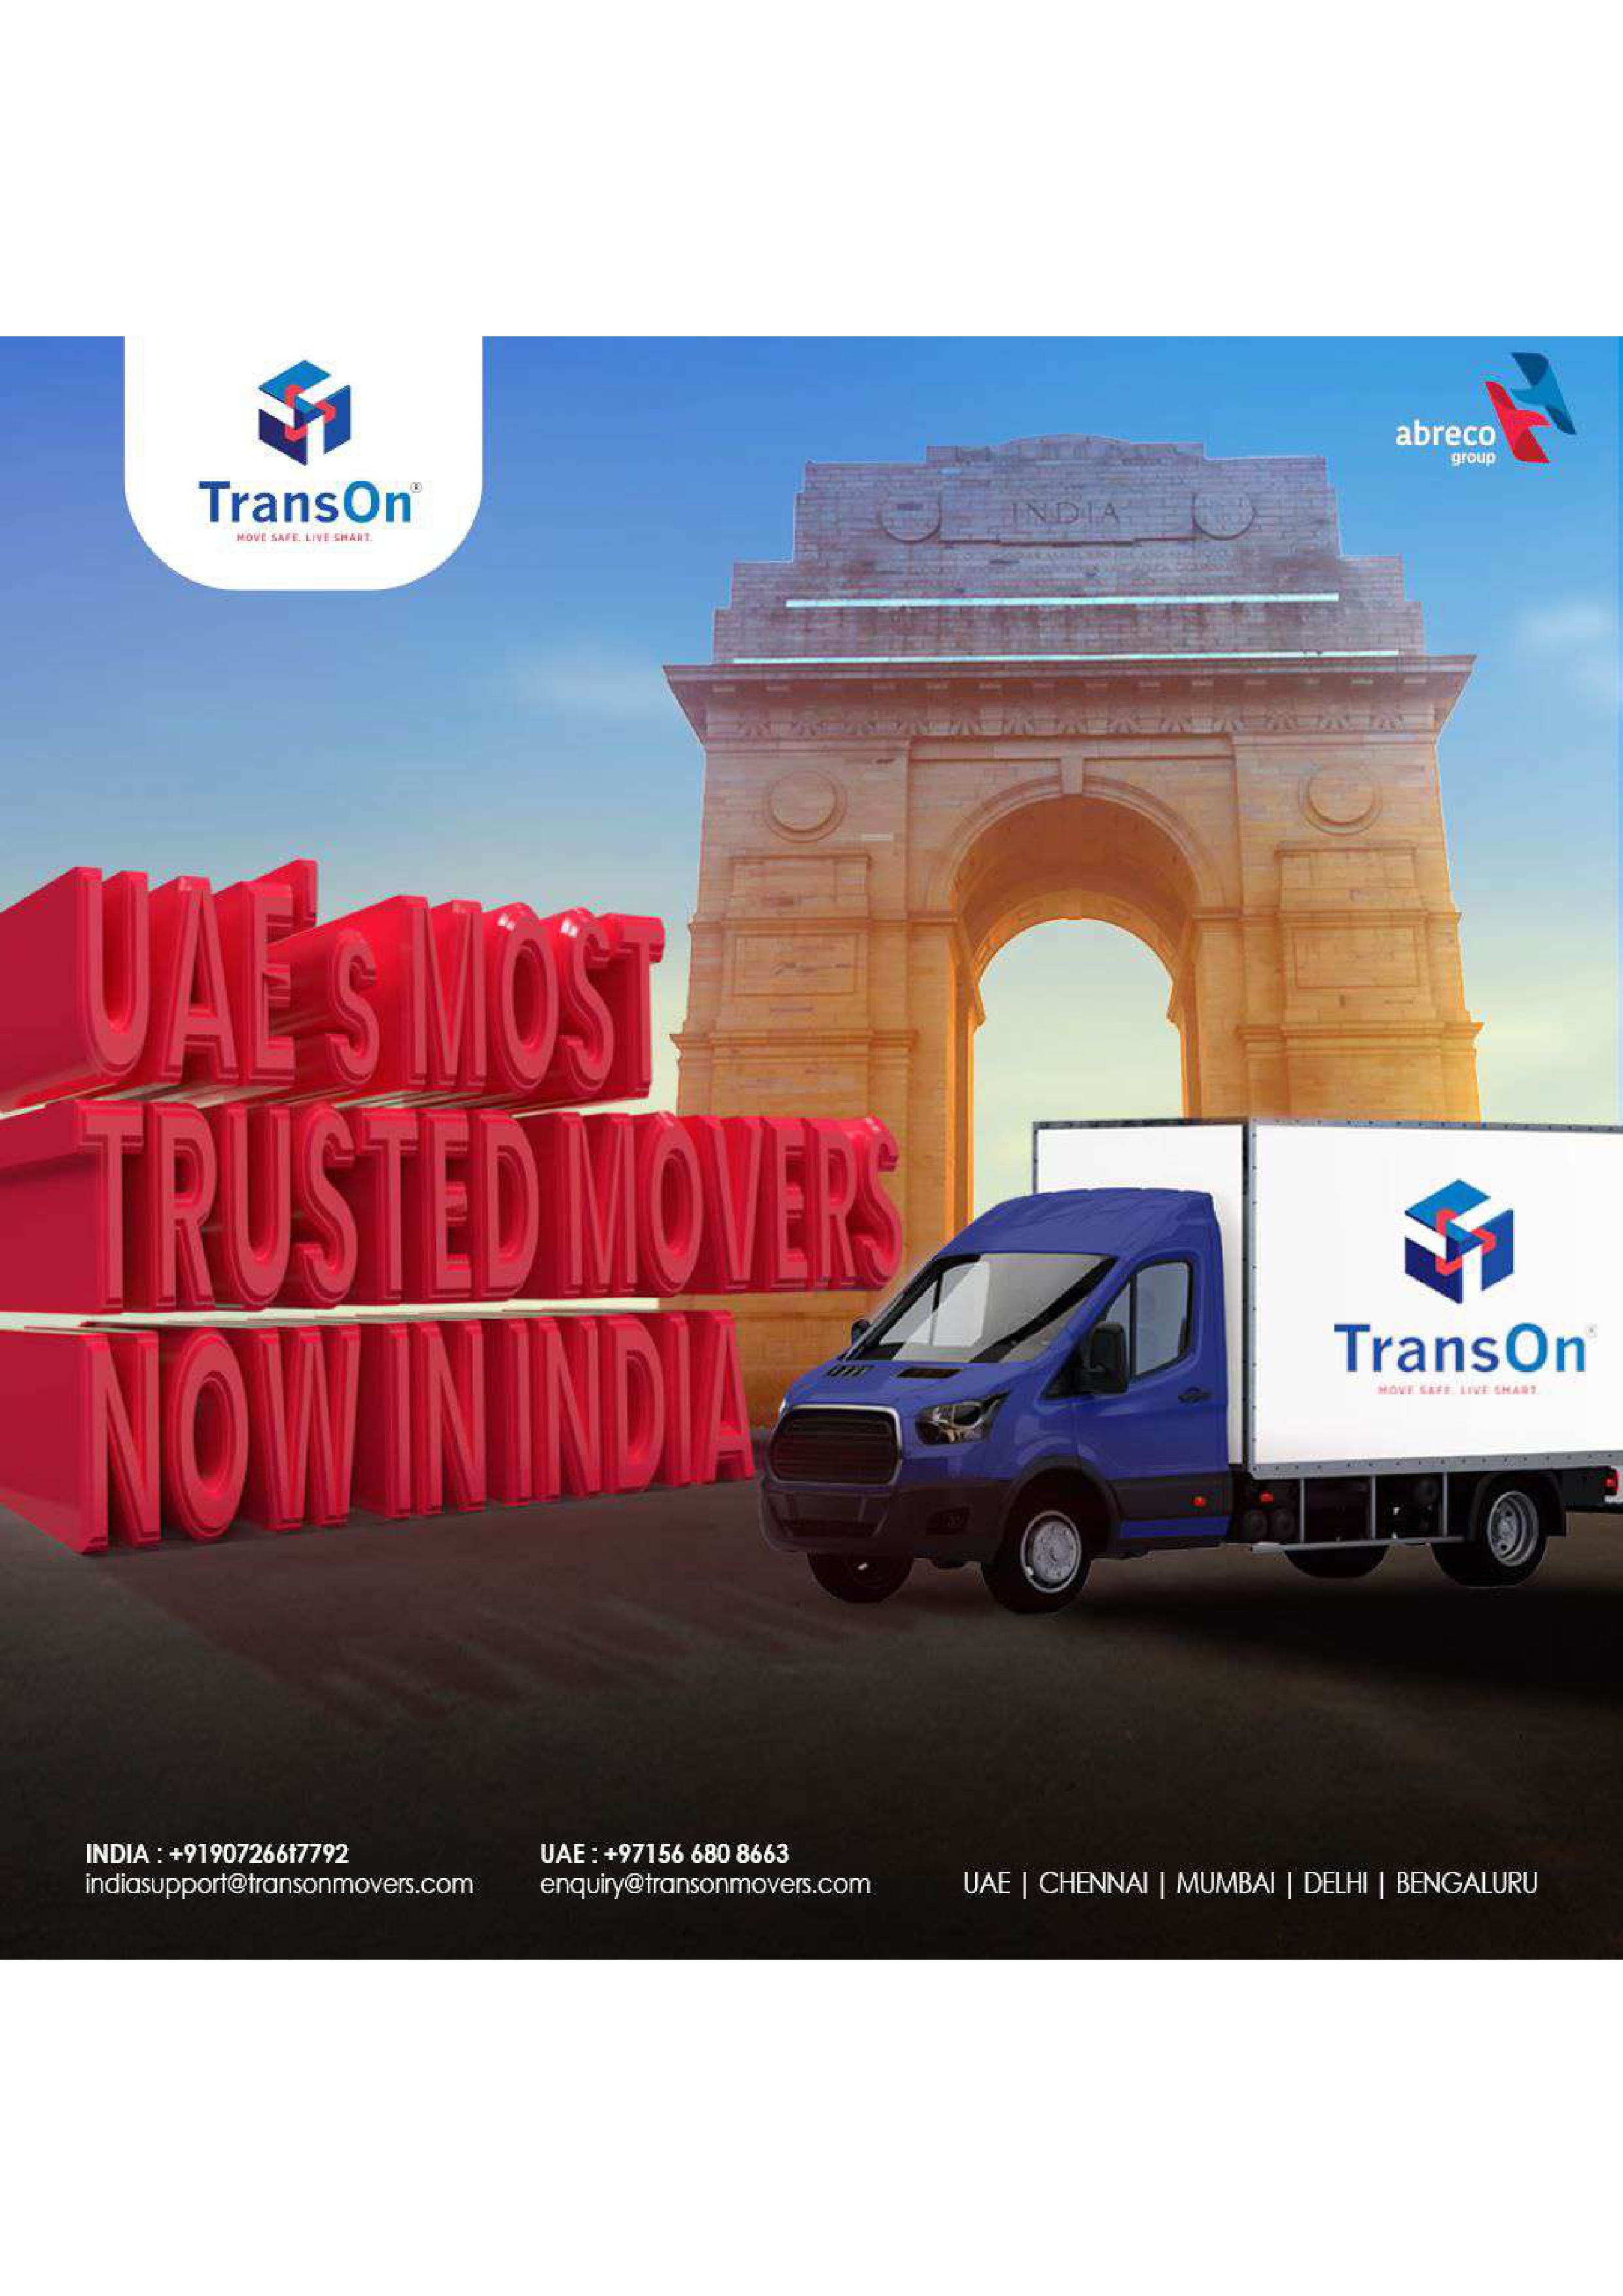 TransOn
MOVE SAFE. LIVE SMART.
abreco
group
INDIA
UAE's MOST
TRUSTED MOVERS
NOW IN INDIA
TransOn
MOVE SAFE. LIVE SMART.
INDIA : +9190726617792
indiasupport@transonmovers.com
UAE : +97156 680 8663
enquiry@transonmovers.com
UAE | CHENNAI | MUMBAI | DELHI | BENGALURU